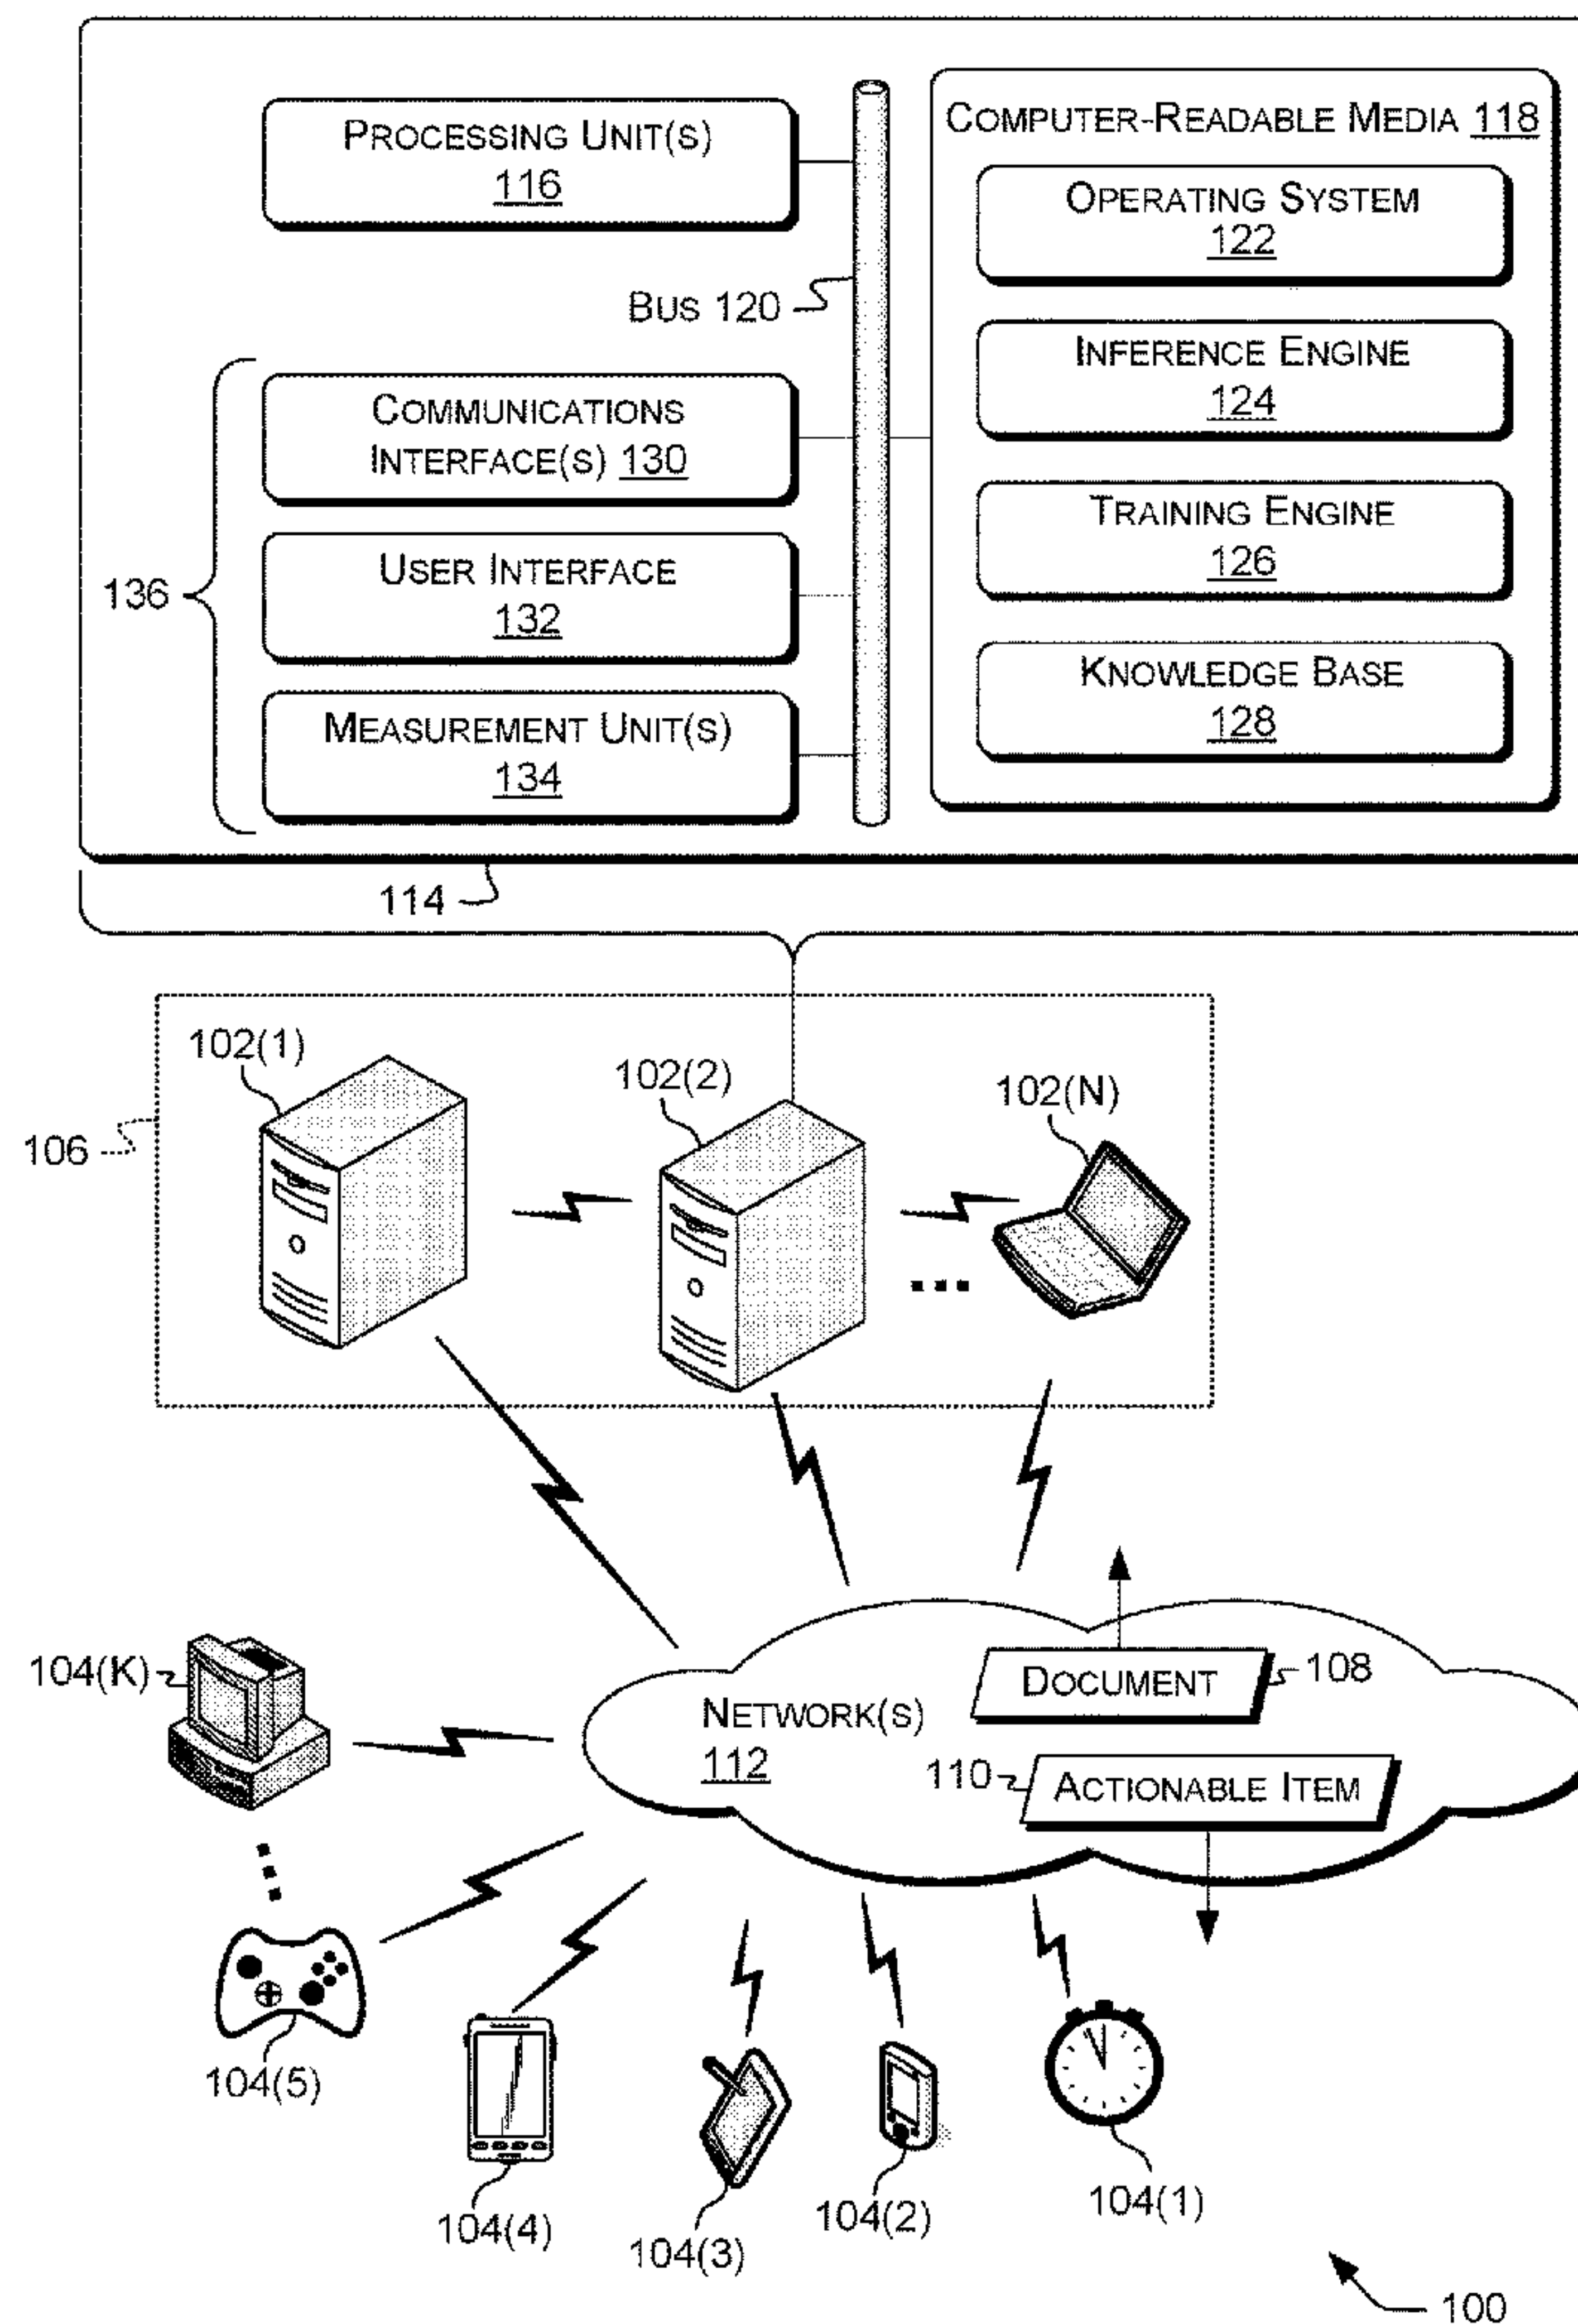 PROCESSING UNIT(S)
116
COMPUTER-READABLE MEDIA 118
OPERATING SYSTEM
122
BUS 120
INFERENCE ENGINE
124
COMMUNICATIONS
INTERFACE(S) 130
TRAINING ENGINE
126
136
USER INTERFACE
132
KNOWLEDGE BASE
128
MEASUREMENT UNIT(S)
134
114
102(1)
102(2)
102(N)
106
104(K)
DOCUMENT
108
NETWORK(S)
112
110
ACTIONABLE ITEM
104(5)
104(4)
104(3)
104(2)
104(1)
100